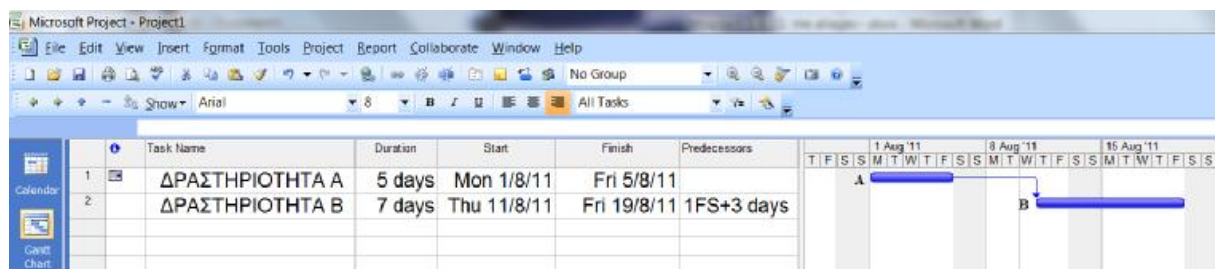 Microsoft Project - Project1
File Edit View Insert Format Tools Project Report Collaborate Window Help
No Group
Show Arial 8 B I U All Tasks
Task Name Duration Start Finish Predecessors 1 Aug '11 8 Aug '11 15 Aug '11
T F S S M T W T F S S M T W T F S S M T W T F S S
1 ΔΡΑΣΤΗΡΙΟΤΗΤΑ Α 5 days Mon 1/8/11 Fri 5/8/11 A
2 ΔΡΑΣΤΗΡΙΟΤΗΤΑ Β 7 days Thu 11/8/11 Fri 19/8/11 1FS+3 days B
Calendar
Gantt
Chart